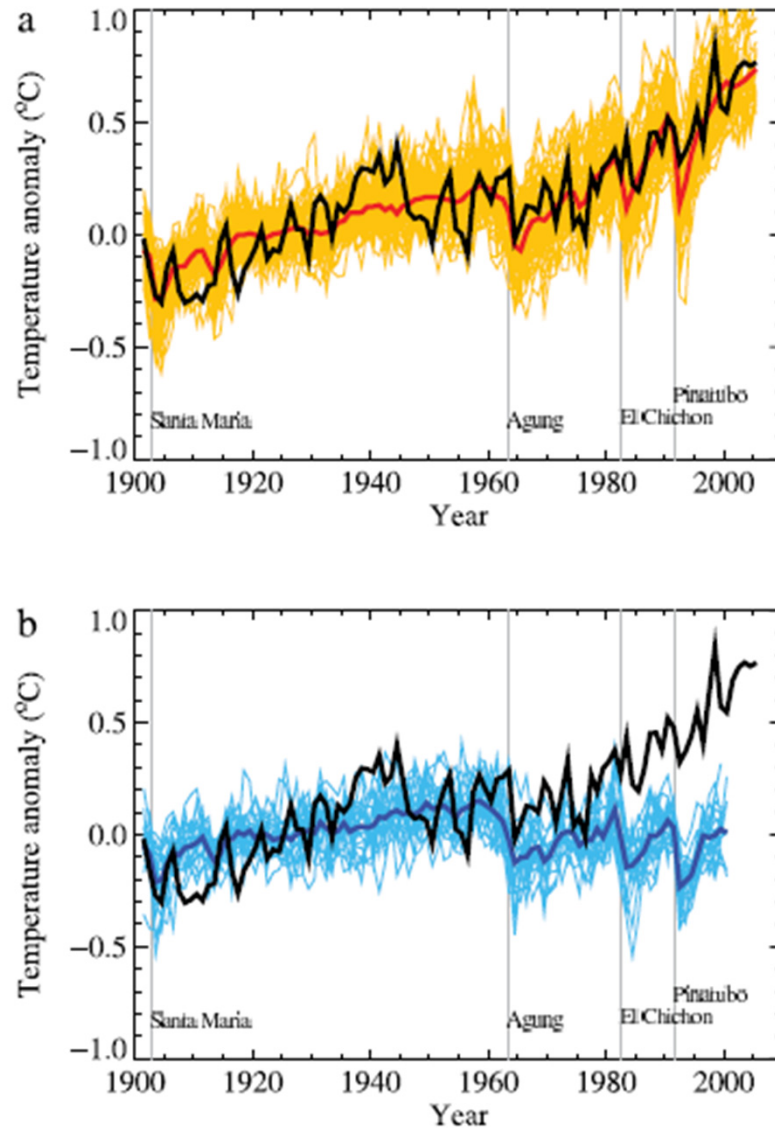 a
Temperature anomaly (°C)
1.0
0.5
0.0
−0.5
−1.0
Santa María
Agung
El Chichon
Pinatubo
1900 1920 1940 1960 1980 2000
Year
b
Temperature anomaly (°C)
1.0
0.5
0.0
−0.5
−1.0
Santa María
Agung
El Chichon
Pinatubo
1900 1920 1940 1960 1980 2000
Year